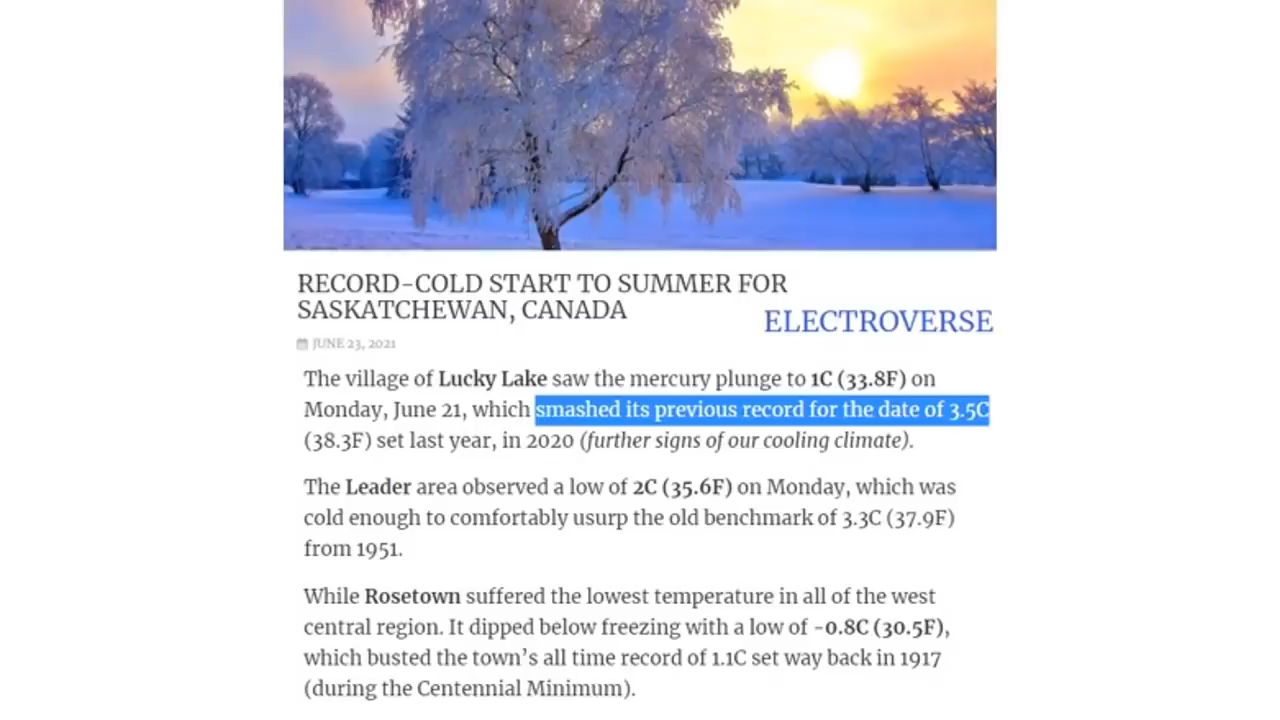 RECORD-COLD START TO SUMMER FOR
SASKATCHEWAN, CANADA
ELECTROVERSE
JUNE 23, 2021
The village of Lucky Lake saw the mercury plunge to 1C (33.8F) on
Monday, June 21, which smashed its previous record for the date of 3.5C
(38.3F) set last year, in 2020 (further signs of our cooling climate).
The Leader area observed a low of 2C (35.6F) on Monday, which was
cold enough to comfortably usurp the old benchmark of 3.3C (37.9F)
from 1951.
While Rosetown suffered the lowest temperature in all of the west
central region. It dipped below freezing with a low of -0.8C (30.5F),
which busted the town’s all time record of 1.1C set way back in 1917
(during the Centennial Minimum).